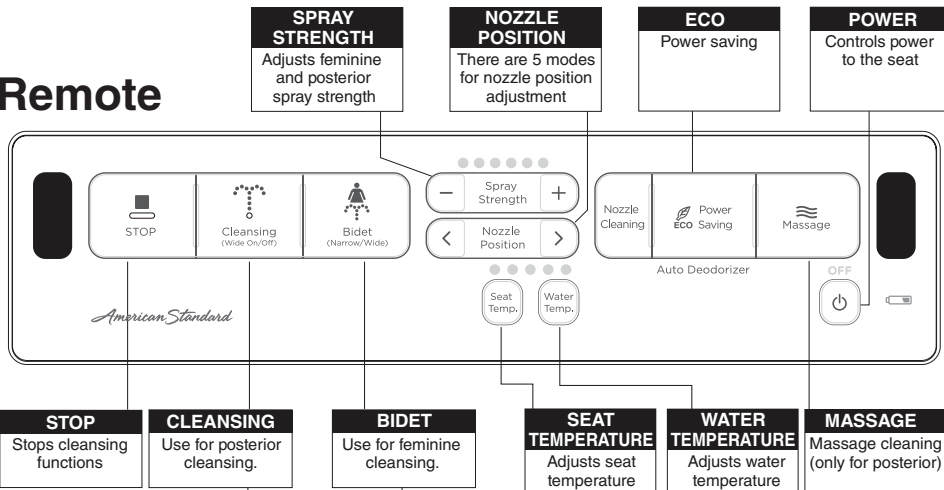 SPRAY
STRENGTH
Adjusts feminine
and posterior
spray strength
NOZZLE
POSITION
There are 5 modes
for nozzle position
adjustment
ECO
Power saving
POWER
Controls power
to the seat
Remote
STOP
Cleansing
(Wide On/Off)
Bidet
(Narrow/Wide)
− Spray
Strength +
< Nozzle
Position >
Seat
Temp.
Water
Temp.
Nozzle
Cleaning
Power
ECO Saving
Massage
Auto Deodorizer
OFF
American Standard
STOP
Stops cleansing
functions
CLEANSING
Use for posterior
cleansing.
BIDET
Use for feminine
cleansing.
SEAT
TEMPERATURE
Adjusts seat
temperature
WATER
TEMPERATURE
Adjusts water
temperature
MASSAGE
Massage cleaning
(only for posterior)